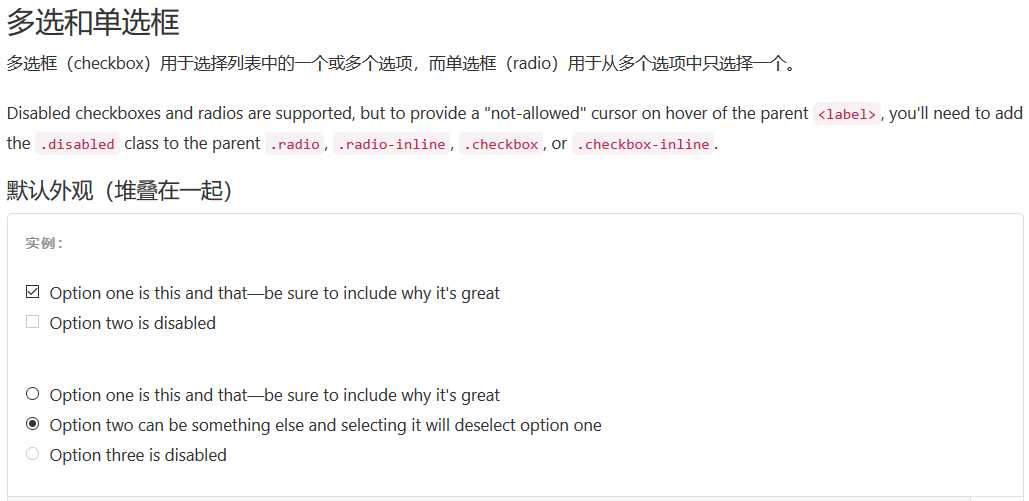 多选和单选框
多选框（checkbox）用于选择列表中的一个或多个选项，而单选框（radio）用于从多个选项中只选择一个。
Disabled checkboxes and radios are supported, but to provide a "not-allowed" cursor on hover of the parent <label>, you'll need to add
the .disabled class to the parent .radio, .radio-inline, .checkbox, or .checkbox-inline.
默认外观（堆叠在一起）
实例：
Option one is this and that—be sure to include why it's great
Option two is disabled
Option one is this and that—be sure to include why it's great
Option two can be something else and selecting it will deselect option one
Option three is disabled